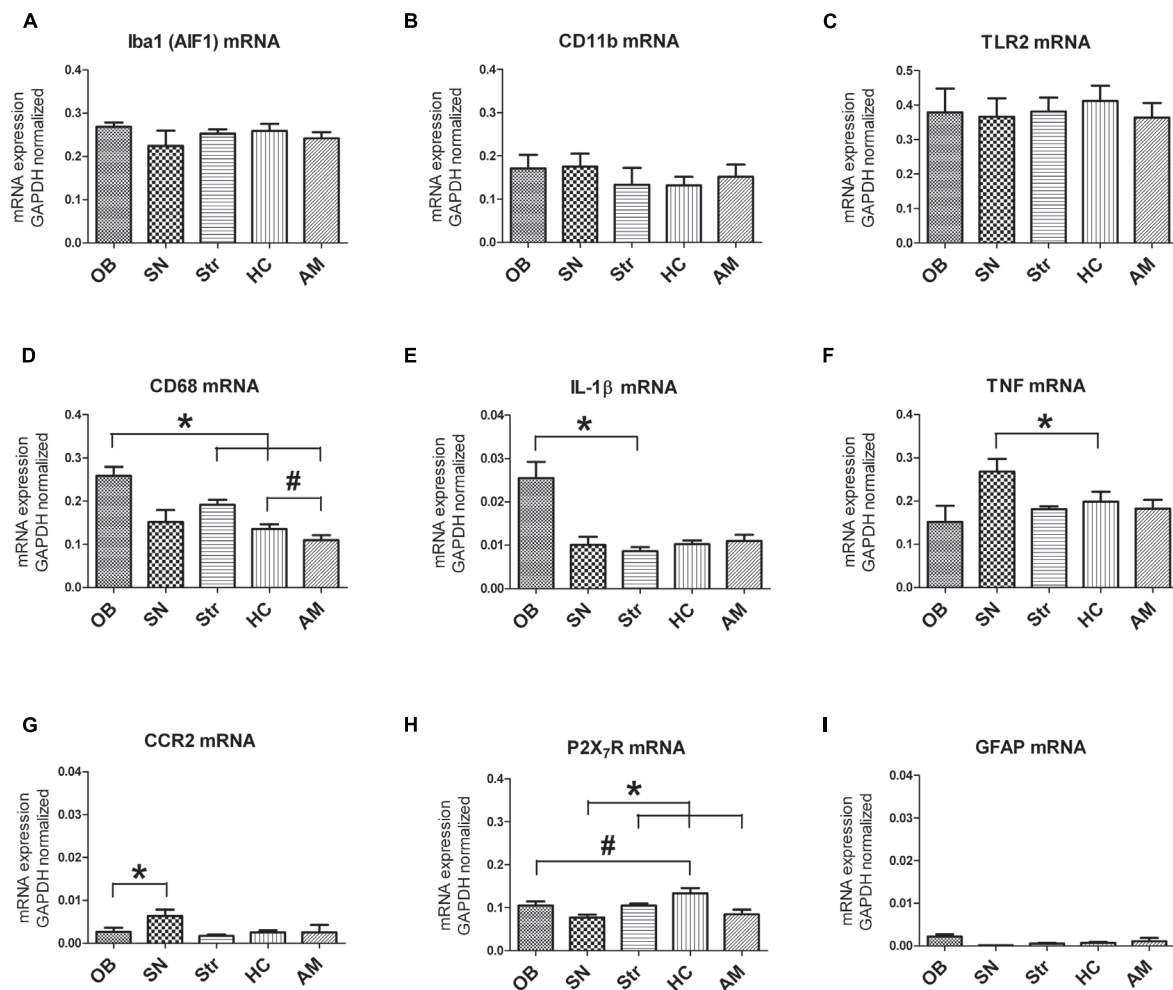 A
Iba1 (AIF1) mRNA
mRNA expression
GAPDH normalized
0.4
0.3
0.2
0.1
0.0
OB
SN
Str
HC
AM
B
CD11b mRNA
mRNA expression
GAPDH normalized
0.4
0.3
0.2
0.1
0.0
OB
SN
Str
HC
AM
C
TLR2 mRNA
mRNA expression
GAPDH normalized
0.5
0.4
0.3
0.2
0.1
0.0
OB
SN
Str
HC
AM
D
CD68 mRNA
mRNA expression
GAPDH normalized
0.4
0.3
0.2
0.1
0.0
*
#
OB
SN
Str
HC
AM
E
IL-1β mRNA
mRNA expression
GAPDH normalized
0.04
0.03
0.02
0.01
0.00
*
OB
SN
Str
HC
AM
F
TNF mRNA
mRNA expression
GAPDH normalized
0.4
0.3
0.2
0.1
0.0
*
OB
SN
Str
HC
AM
G
CCR2 mRNA
mRNA expression
GAPDH normalized
0.04
0.03
0.01
0.01
0.00
*
OB
SN
Str
HC
AM
H
P2X₇R mRNA
mRNA expression
GAPDH normalized
0.4
0.3
0.2
0.1
0.0
*
#
OB
SN
Str
HC
AM
I
GFAP mRNA
mRNA expression
GAPDH normalized
0.04
0.03
0.01
0.01
0.00
OB
SN
Str
HC
AM